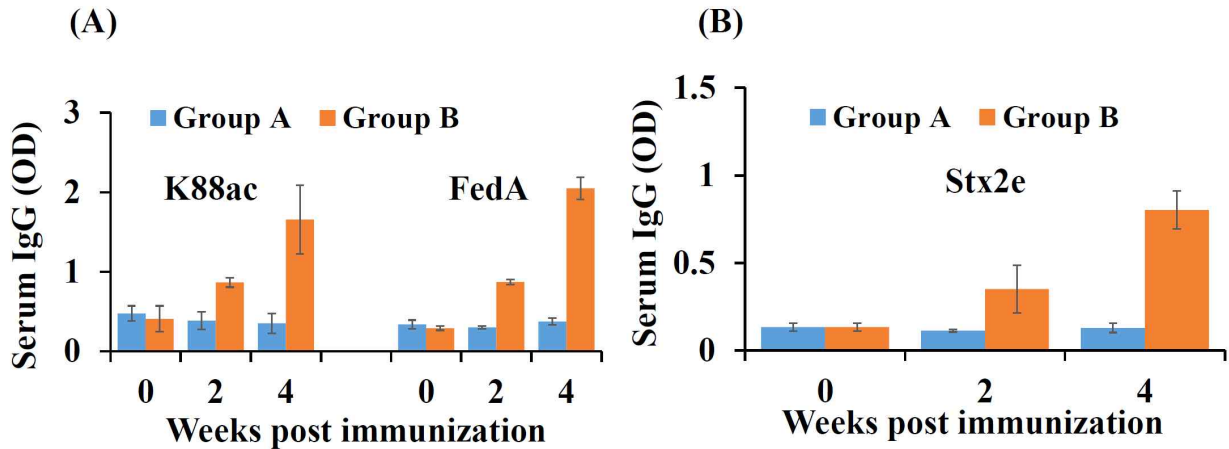 (A)
Serum IgG (OD)
3
2
1
0
Group A Group B
K88ac FedA
0 2 4 0 2 4
Weeks post immunization
(B)
Serum IgG (OD)
1.5
1
0.5
0
Group A Group B
Stx2e
0 2 4
Weeks post immunization